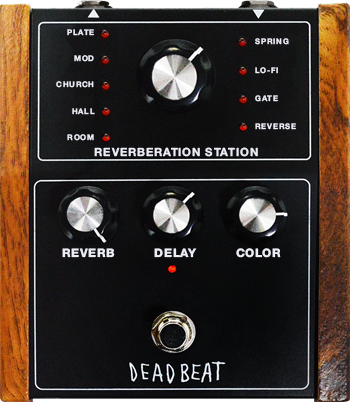 PLATE
MOD
CHURCH
HALL
ROOM
SPRING
LO-FI
GATE
REVERSE
REVERBERATION STATION
REVERB DELAY COLOR
DEADBEAT